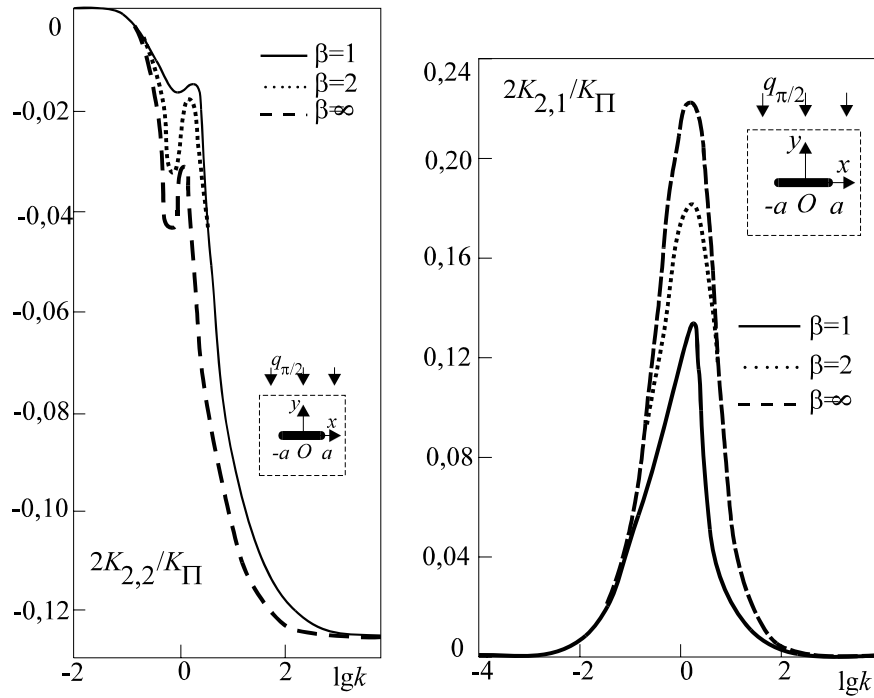 0
-0,02
-0,04
-0,06
-0,08
-0,10
-0,12
-2
0
2
lgk
β=1
β=2
β=∞
qπ/2
y
x
-a O a
2K2,2/KΠ
0,24
0,20
0,16
0,12
0,08
0,04
0
-4
-2
0
2
lgk
2K2,1/KΠ
qπ/2
y
x
-a O a
β=1
β=2
β=∞